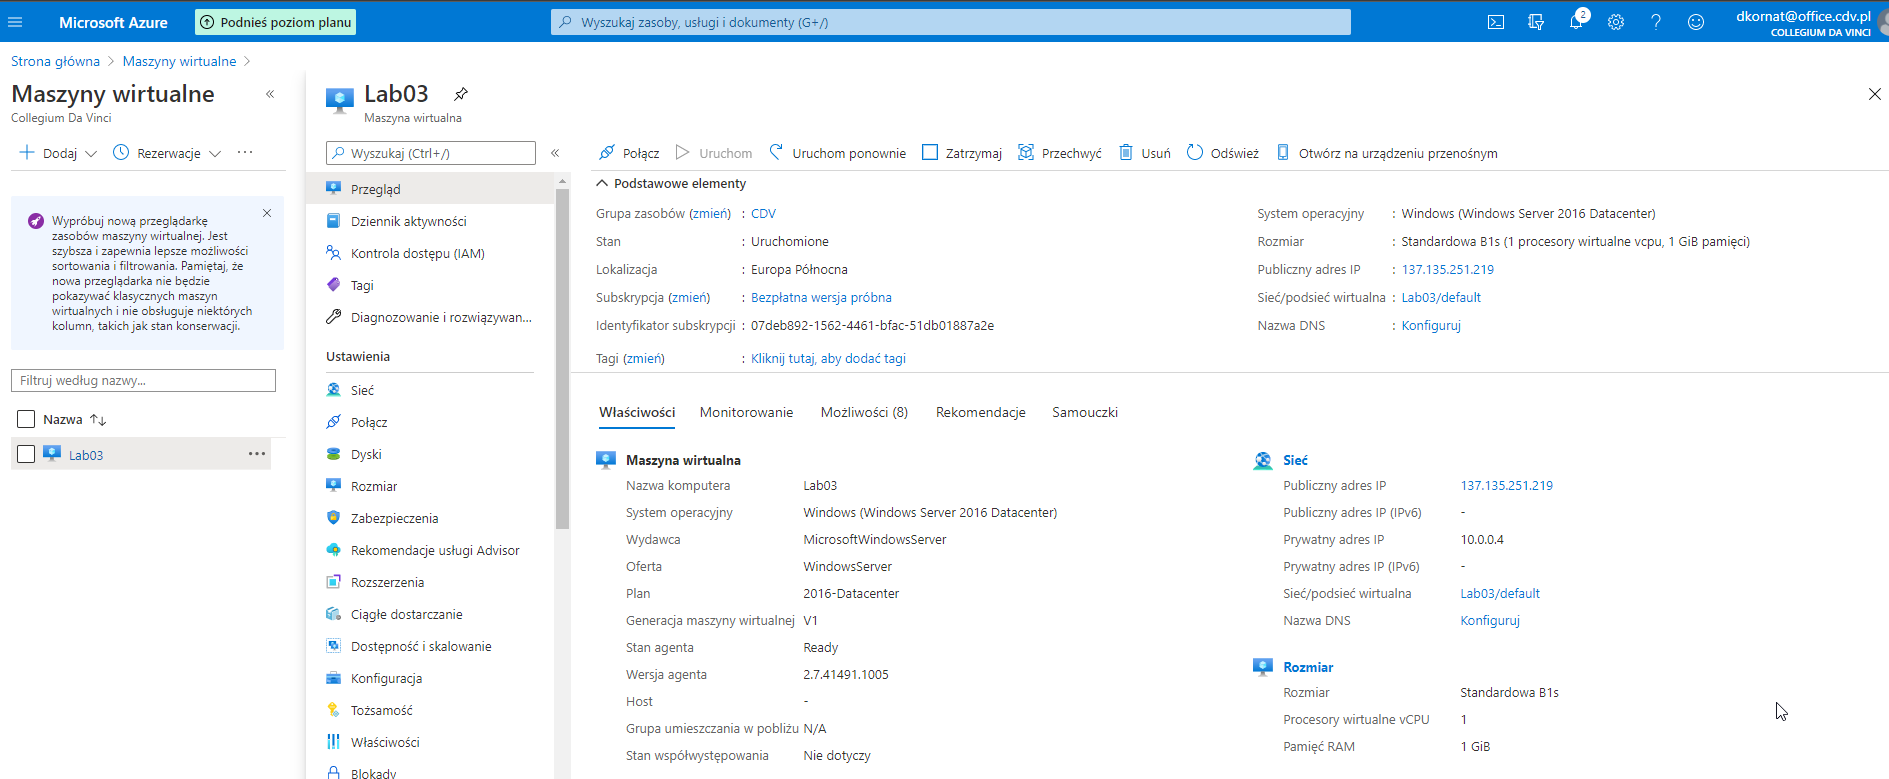 Microsoft Azure
Podnieś poziom planu
Wyszukaj zasoby, usługi i dokumenty (G+/)
2
dkornat@office.cdv.pl
COLLEGIUM DA VINCI
Strona główna > Maszyny wirtualne >
Maszyny wirtualne
Collegium Da Vinci
Dodaj Rezerwacje
Wypróbuj nową przeglądarkę
zasobów maszyny wirtualnej. Jest
szybsza i zapewnia lepsze możliwości
sortowania i filtrowania. Pamiętaj, że
nowa przeglądarka nie będzie
pokazywać klasycznych maszyn
wirtualnych i nie obsługuje niektórych
kolumn, takich jak stan konserwacji.
Filtruj według nazwy...
Nazwa
Lab03
Lab03
Maszyna wirtualna
Wyszukaj (Ctrl+/)
Przegląd
Dziennik aktywności
Kontrola dostępu (IAM)
Tagi
Diagnozowanie i rozwiązywan...
Ustawienia
Sieć
Połącz
Dyski
Rozmiar
Zabezpieczenia
Rekomendacje usługi Advisor
Rozszerzenia
Ciągłe dostarczanie
Dostępność i skalowanie
Konfiguracja
Tożsamość
Właściwości
Blokady
Połącz Uruchom Uruchom ponownie Zatrzymaj Przechwyć Usuń Odśwież Otwórz na urządzeniu przenośnym
Podstawowe elementy
Grupa zasobów (zmień) : CDV
Stan : Uruchomione
Lokalizacja : Europa Północna
Subskrypcja (zmień) : Bezpłatna wersja próbna
Identyfikator subskrypcji : 07deb892-1562-4461-bfac-51db01887a2e
Tagi (zmień) : Kliknij tutaj, aby dodać tagi
System operacyjny : Windows (Windows Server 2016 Datacenter)
Rozmiar : Standardowa B1s (1 procesory wirtualne vcpu, 1 GiB pamięci)
Publiczny adres IP : 137.135.251.219
Sieć/podsieć wirtualna : Lab03/default
Nazwa DNS : Konfiguruj
Właściwości Monitorowanie Możliwości (8) Rekomendacje Samouczki
Maszyna wirtualna
Nazwa komputera Lab03
System operacyjny Windows (Windows Server 2016 Datacenter)
Wydawca MicrosoftWindowsServer
Oferta WindowsServer
Plan 2016-Datacenter
Generacja maszyny wirtualnej V1
Stan agenta Ready
Wersja agenta 2.7.41491.1005
Host -
Grupa umieszczania w pobliżu N/A
Stan współwystępowania Nie dotyczy
Sieć
Publiczny adres IP 137.135.251.219
Publiczny adres IP (IPv6) -
Prywatny adres IP 10.0.0.4
Prywatny adres IP (IPv6) -
Sieć/podsieć wirtualna Lab03/default
Nazwa DNS Konfiguruj
Rozmiar
Rozmiar Standardowa B1s
Procesory wirtualne vCPU 1
Pamięć RAM 1 GiB